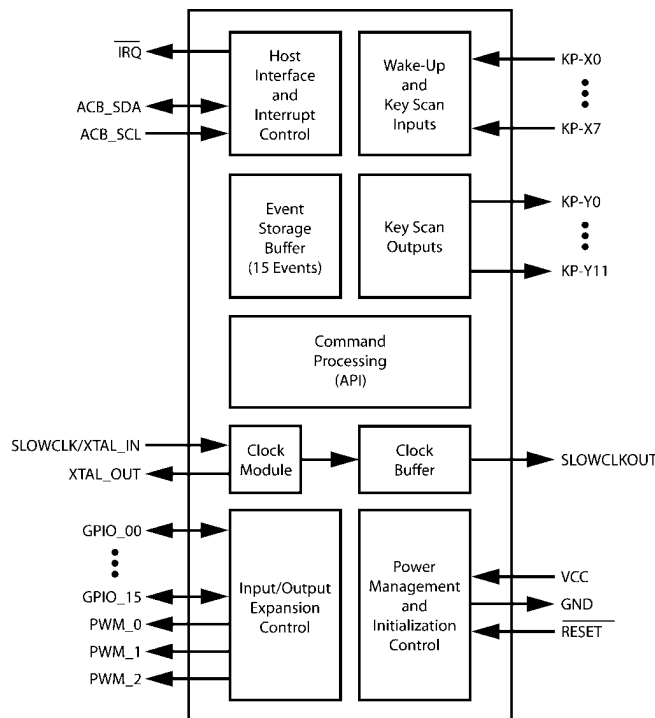 IRQ
ACB_SDA
ACB_SCL
Host
Interface
and
Interrupt
Control
Wake-Up
and
Key Scan
Inputs
KP-X0
KP-X7
Event
Storage
Buffer
(15 Events)
Key Scan
Outputs
KP-Y0
KP-Y11
Command
Processing
(API)
SLOWCLK/XTAL_IN
XTAL_OUT
Clock
Module
Clock
Buffer
SLOWCLKOUT
GPIO_00
GPIO_15
PWM_0
PWM_1
PWM_2
Input/Output
Expansion
Control
Power
Management
and
Initialization
Control
VCC
GND
RESET